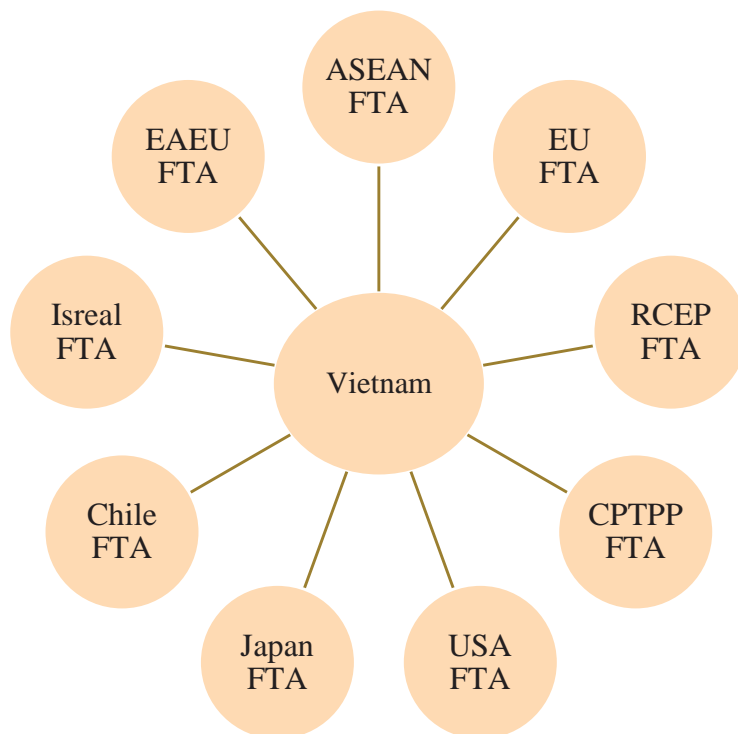 ASEAN
FTA
EU
FTA
RCEP
FTA
CPTPP
FTA
USA
FTA
Japan
FTA
Chile
FTA
Isreal
FTA
EAEU
FTA
Vietnam